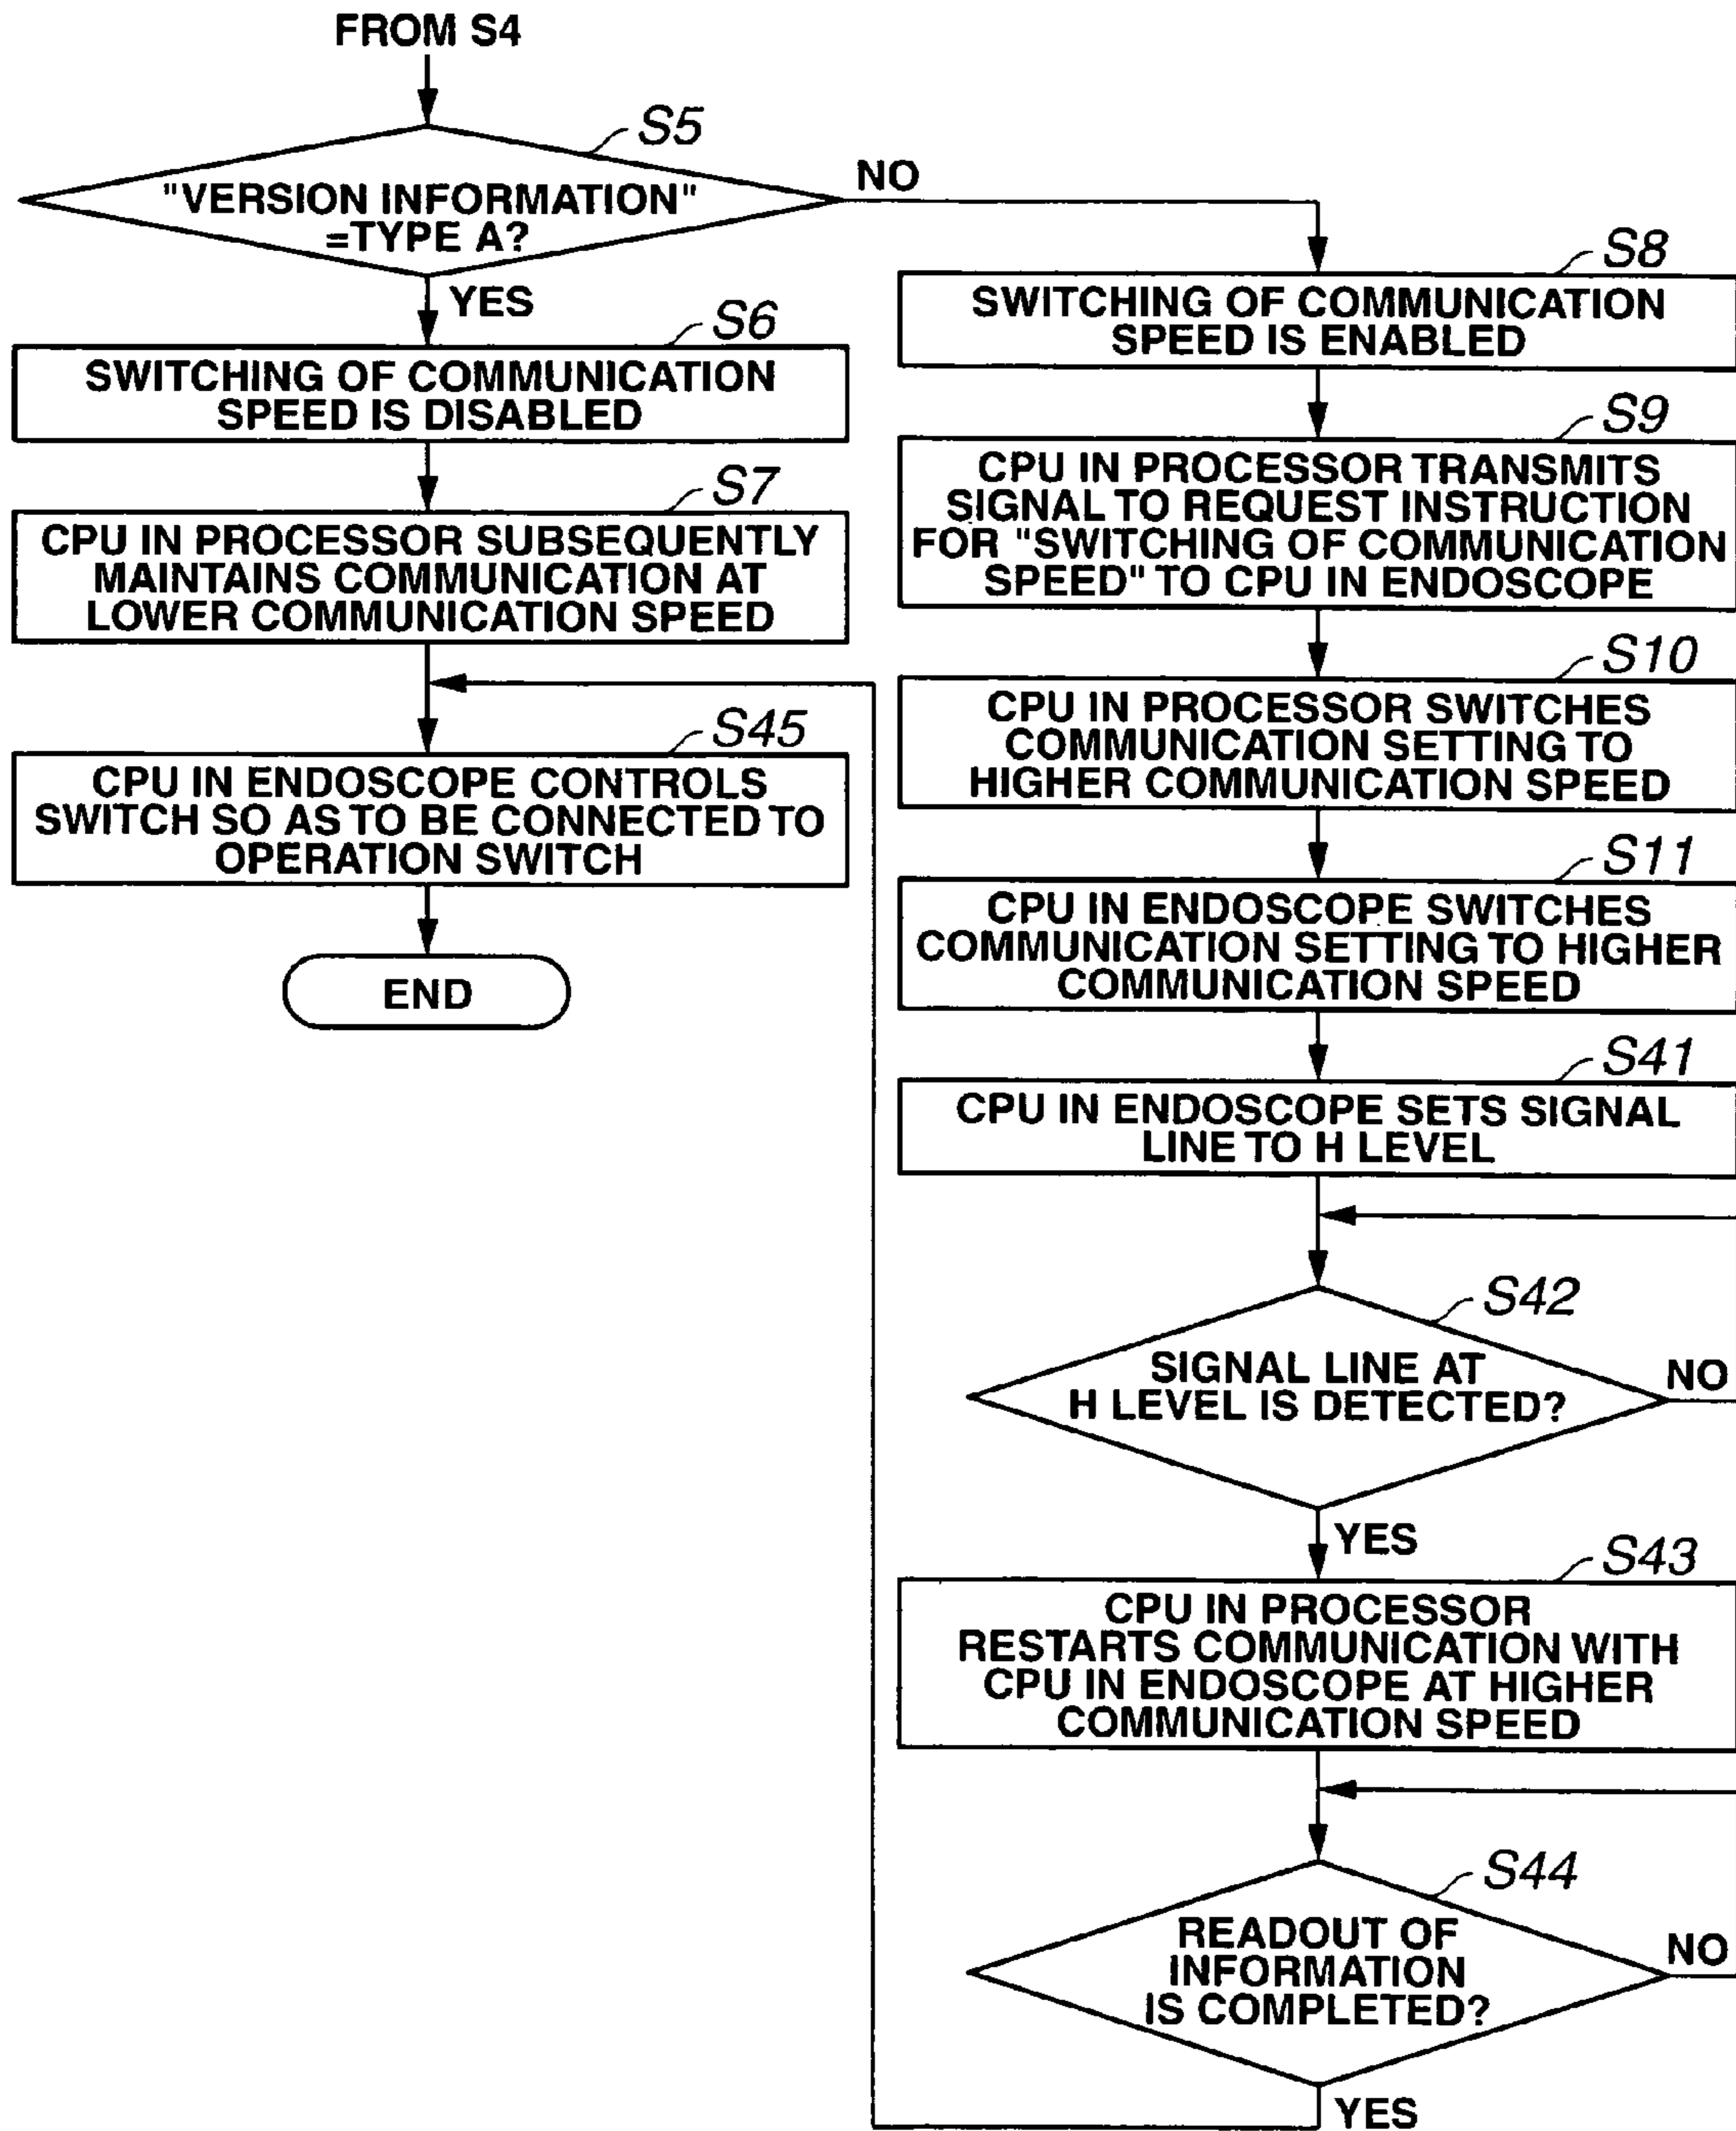 FROM S4
S5
"VERSION INFORMATION"
=TYPE A?
NO
YES
S6
SWITCHING OF COMMUNICATION
SPEED IS DISABLED
S7
CPU IN PROCESSOR SUBSEQUENTLY
MAINTAINS COMMUNICATION AT
LOWER COMMUNICATION SPEED
S45
CPU IN ENDOSCOPE CONTROLS
SWITCH SO AS TO BE CONNECTED TO
OPERATION SWITCH
END
S8
SWITCHING OF COMMUNICATION
SPEED IS ENABLED
S9
CPU IN PROCESSOR TRANSMITS
SIGNAL TO REQUEST INSTRUCTION
FOR "SWITCHING OF COMMUNICATION
SPEED" TO CPU IN ENDOSCOPE
S10
CPU IN PROCESSOR SWITCHES
COMMUNICATION SETTING TO
HIGHER COMMUNICATION SPEED
S11
CPU IN ENDOSCOPE SWITCHES
COMMUNICATION SETTING TO HIGHER
COMMUNICATION SPEED
S41
CPU IN ENDOSCOPE SETS SIGNAL
LINE TO H LEVEL
S42
SIGNAL LINE AT
H LEVEL IS DETECTED?
NO
YES
S43
CPU IN PROCESSOR
RESTARTS COMMUNICATION WITH
CPU IN ENDOSCOPE AT HIGHER
COMMUNICATION SPEED
S44
READOUT OF
INFORMATION
IS COMPLETED?
NO
YES